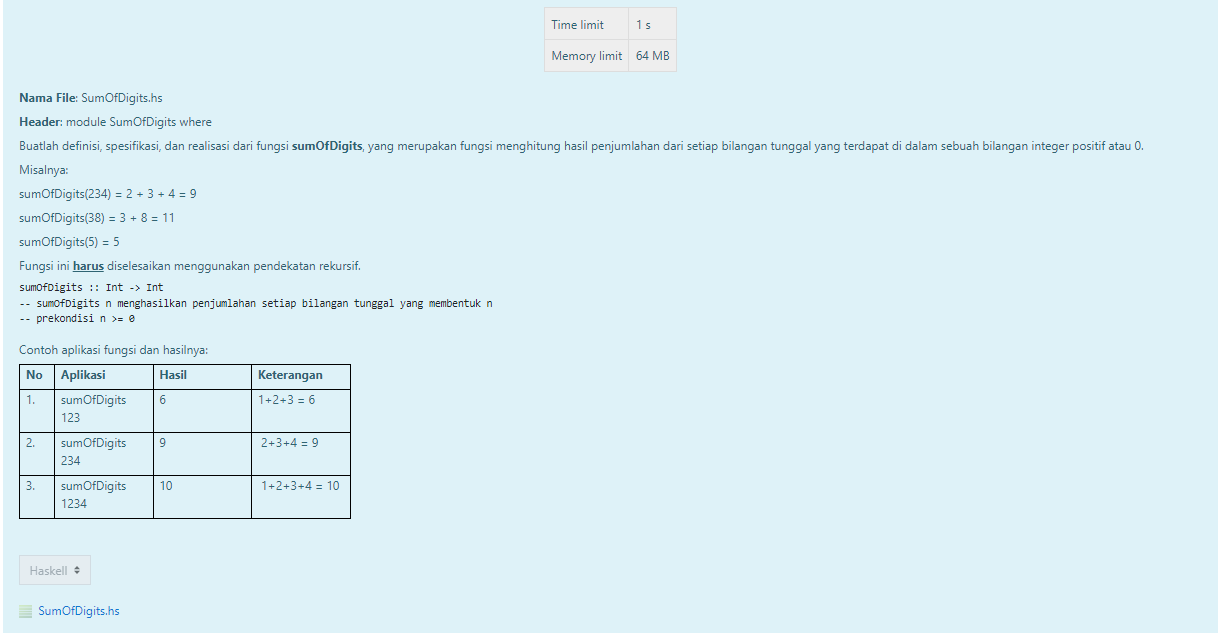 Time limit 1 s
Memory limit 64 MB
Nama File: SumOfDigits.hs
Header: module SumOfDigits where
Buatlah definisi, spesifikasi, dan realisasi dari fungsi sumOfDigits, yang merupakan fungsi menghitung hasil penjumlahan dari setiap bilangan tunggal yang terdapat di dalam sebuah bilangan integer positif atau 0.
Misalnya:
sumOfDigits(234) = 2 + 3 + 4 = 9
sumOfDigits(38) = 3 + 8 = 11
sumOfDigits(5) = 5
Fungsi ini harus diselesaikan menggunakan pendekatan rekursif.
sumOfDigits :: Int -> Int
-- sumOfDigits n menghasilkan penjumlahan setiap bilangan tunggal yang membentuk n
-- prekondisi n >= 0
Contoh aplikasi fungsi dan hasilnya:
No Aplikasi Hasil Keterangan
1. sumOfDigits 6 1+2+3 = 6
123
2. sumOfDigits 9 2+3+4 = 9
234
3. sumOfDigits 10 1+2+3+4 = 10
1234
Haskell
SumOfDigits.hs